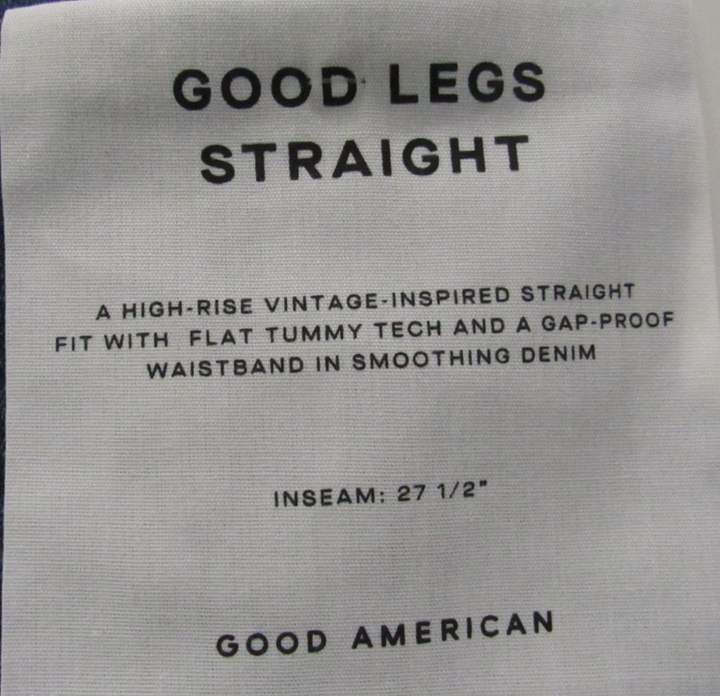 GOOD LEGS
STRAIGHT
A HIGH-RISE VINTAGE-INSPIRED STRAIGHT
FIT WITH FLAT TUMMY TECH AND A GAP-PROOF
WAISTBAND IN SMOOTHING DENIM
INSEAM: 27 1/2"
GOOD AMERICAN